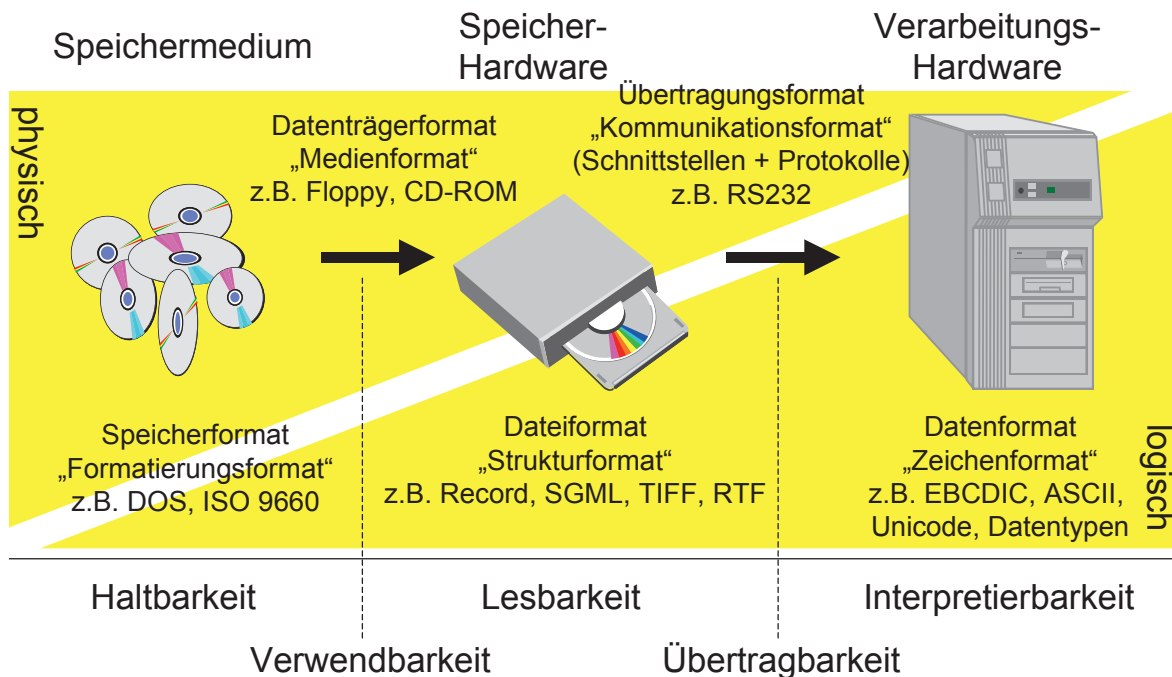 Speichermedium
Speicher-
Hardware
Verarbeitungs-
Hardware
physisch
Datenträgerformat
„Medienformat“
z.B. Floppy, CD-ROM
Übertragungsformat
„Kommunikationsformat“
(Schnittstellen + Protokolle)
z.B. RS232
Speicherformat
„Formatierungsformat“
z.B. DOS, ISO 9660
Dateiformat
„Strukturformat“
z.B. Record, SGML, TIFF, RTF
Datenformat
„Zeichenformat“
z.B. EBCDIC, ASCII,
Unicode, Datentypen
logisch
Haltbarkeit
Lesbarkeit
Interpretierbarkeit
Verwendbarkeit
Übertragbarkeit